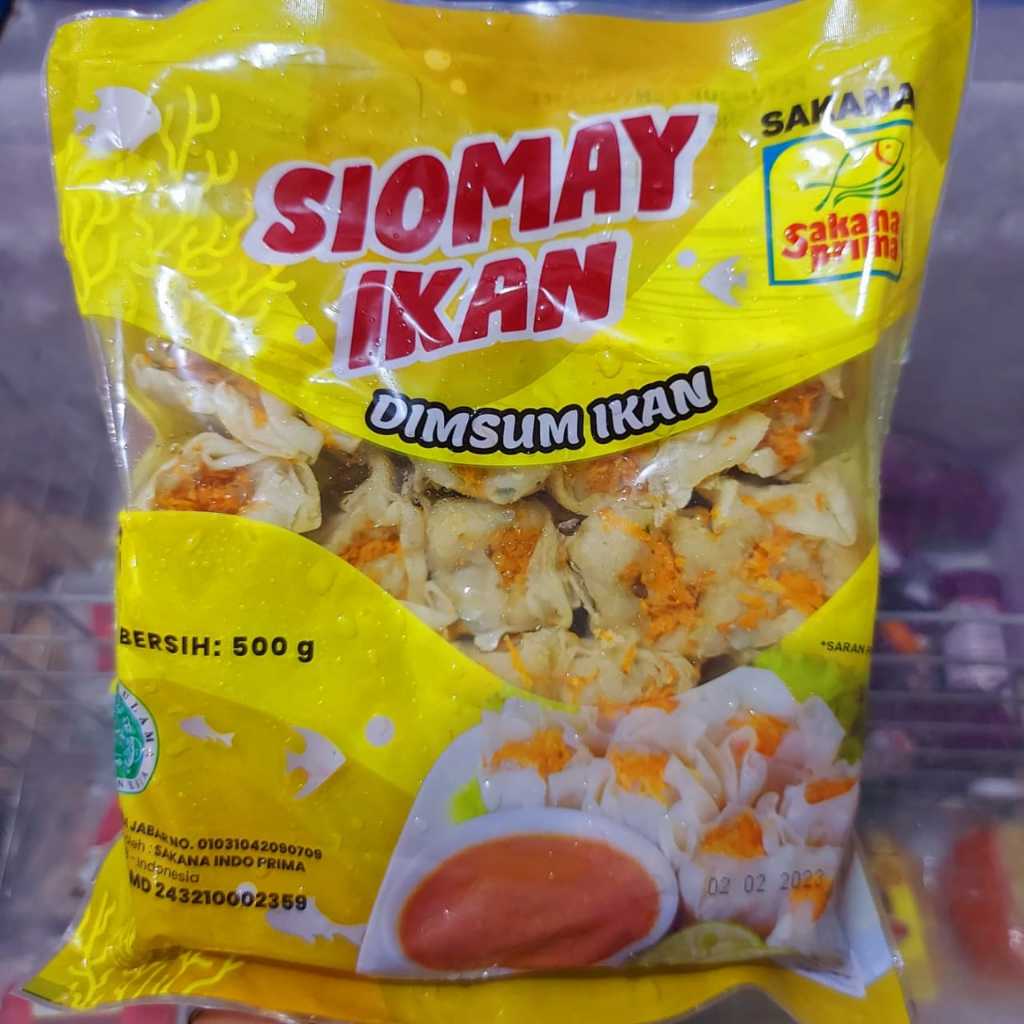 SAKANA
Sakana
prima
SIOMAY
IKAN
DIMSUM IKAN
BERSIH: 500 g
*SARAN
JABAR NO. 01031042090709
: SAKANA INDO PRIMA
- Indonesia
MD 243210002359
02 02 2023